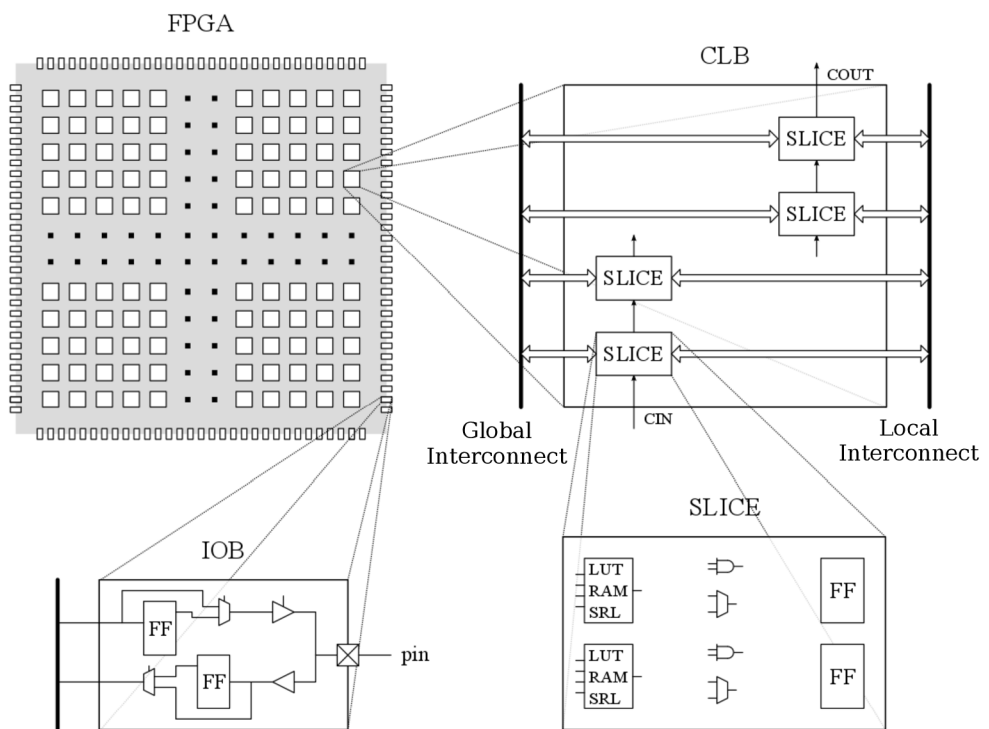 FPGA
CLB
COUT
SLICE
SLICE
SLICE
SLICE
CIN
Global
Interconnect
Local
Interconnect
IOB
FF
FF
pin
SLICE
LUT
RAM
SRL
FF
LUT
RAM
SRL
FF